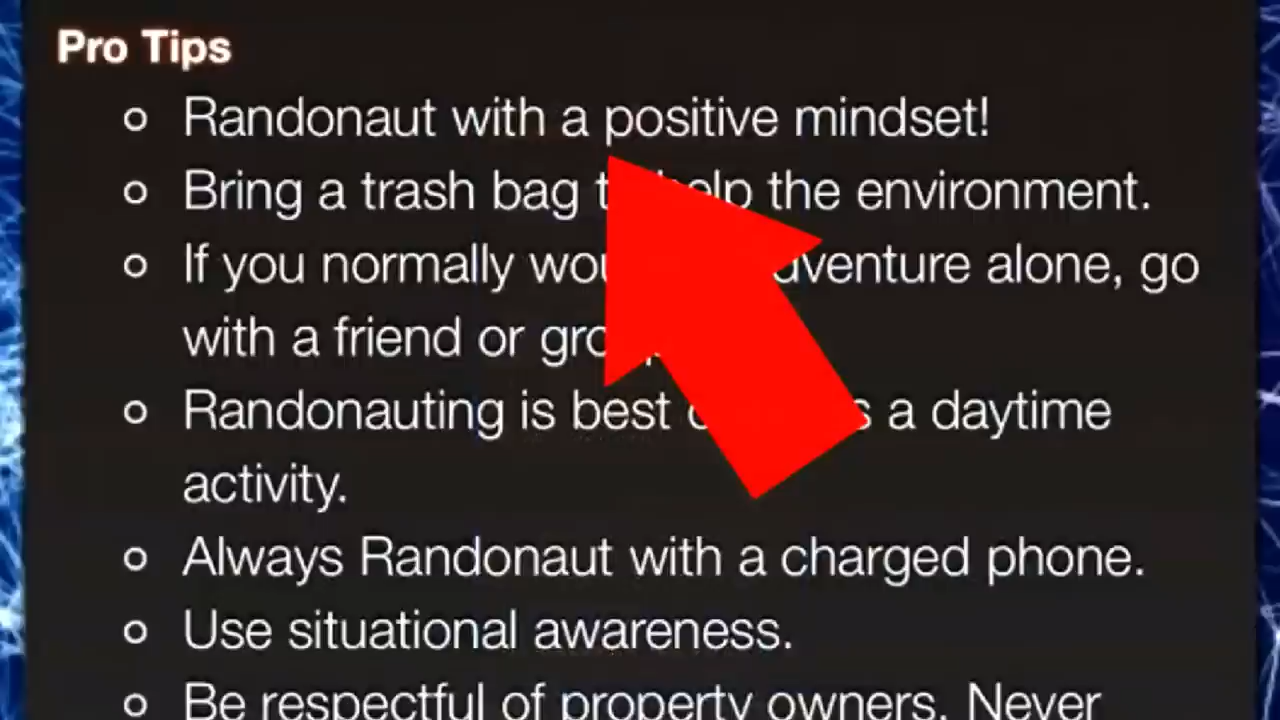 Pro Tips
Randonaut with a positive mindset!
Bring a trash bag help the environment.
If you normally adventure alone, go
with a friend or
Randonauting is best a daytime
activity.
Always Randonaut with a charged phone.
Use situational awareness.
Be respectful of property owners. Never